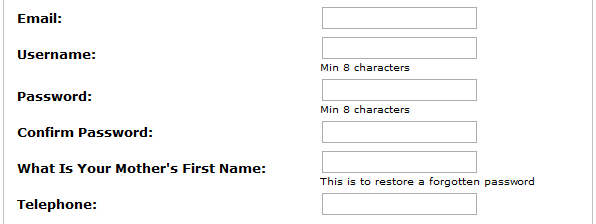 Email:
Username:
Min 8 characters
Password:
Min 8 characters
Confirm Password:
What Is Your Mother's First Name:
This is to restore a forgotten password
Telephone: